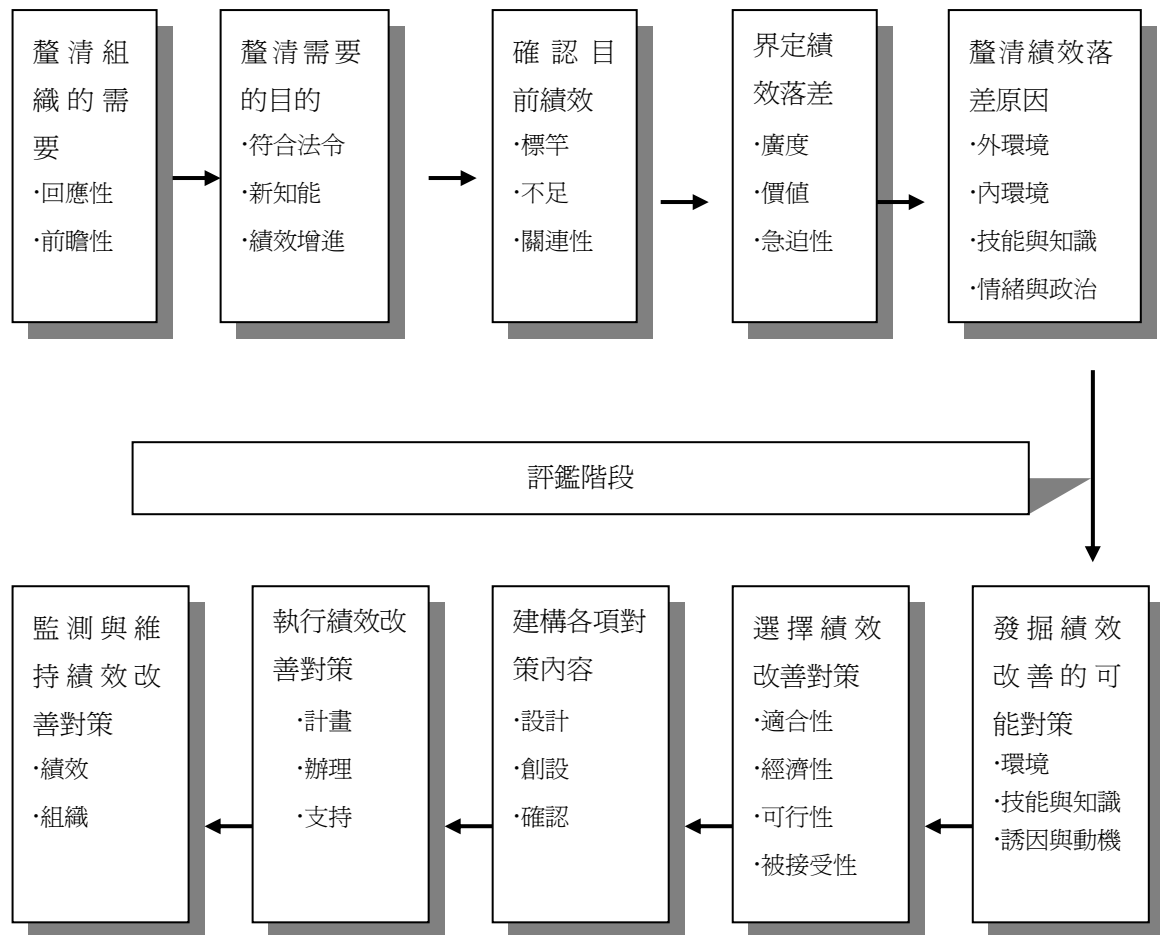 釐清組
織的需
要
·回應性
·前瞻性
釐清需要
的目的
·符合法令
·新知能
·績效增進
確認目
前績效
·標竿
·不足
·關連性
界定績
效落差
·廣度
·價值
·急迫性
釐清績效落
差原因
·外環境
·內環境
·技能與知識
·情緒與政治
評鑑階段
發掘績效
改善的可
能對策
·環境
·技能與知識
·誘因與動機
選擇績效
改善對策
·適合性
·經濟性
·可行性
·被接受性
建構各項對
策內容
·設計
·創設
·確認
執行績效改
善對策
·計畫
·辦理
·支持
監測與維
持績效改
善對策
·績效
·組織